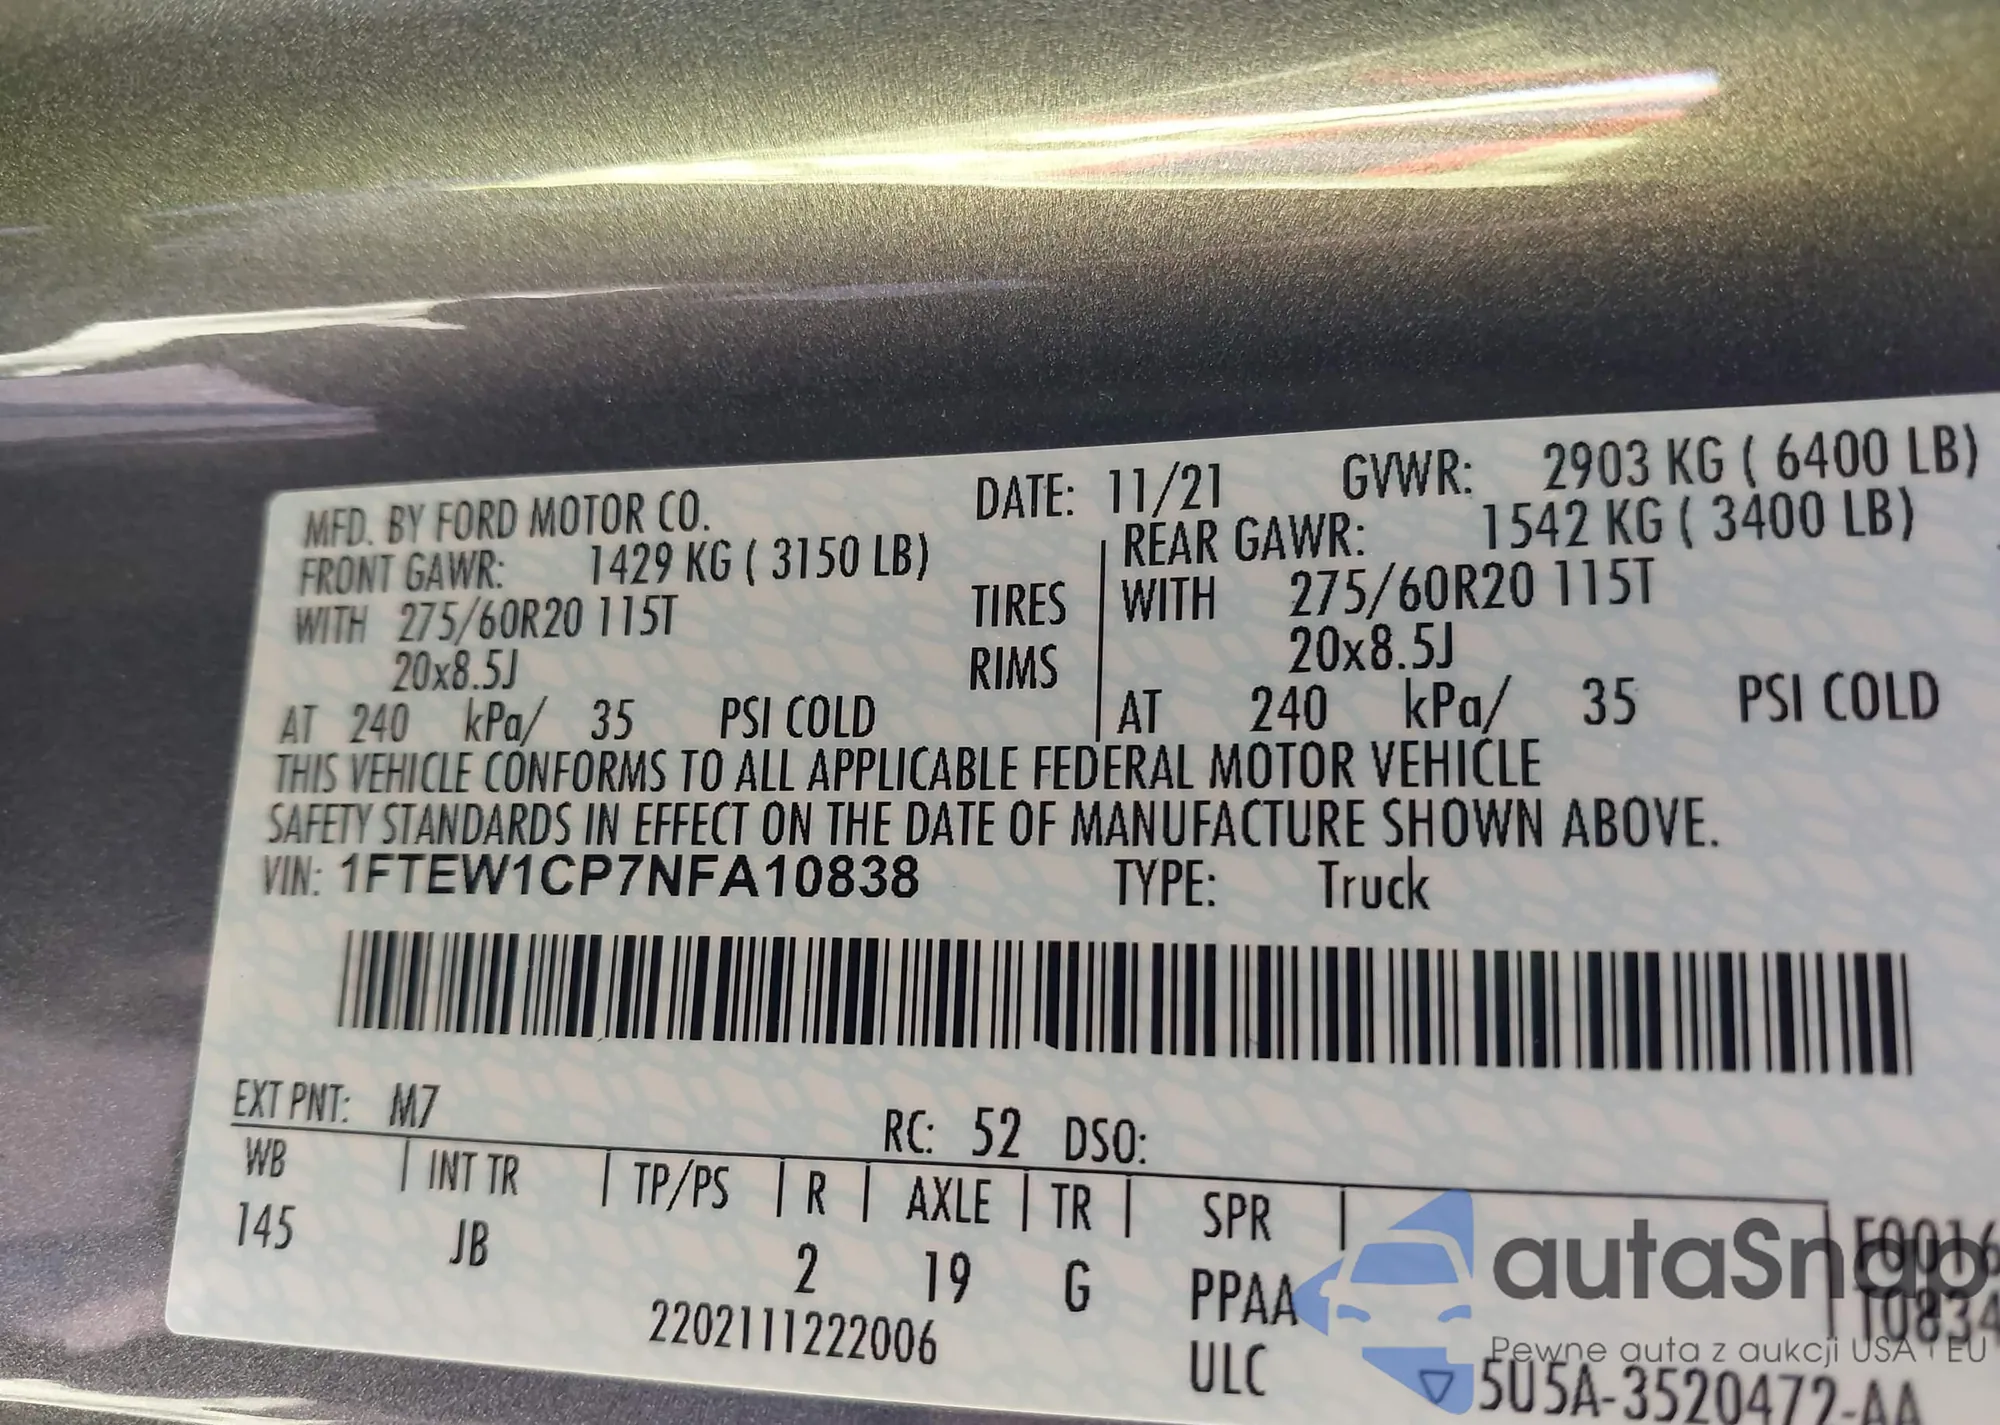 MFD. BY FORD MOTOR CO. DATE: 11/21 GVWR: 2903 KG ( 6400 LB)
FRONT GAWR: 1429 KG ( 3150 LB) REAR GAWR: 1542 KG ( 3400 LB)
WITH 275/60R20 115T TIRES WITH 275/60R20 115T
20x8.5J RIMS 20x8.5J
AT 240 kPa/ 35 PSI COLD AT 240 kPa/ 35 PSI COLD
THIS VEHICLE CONFORMS TO ALL APPLICABLE FEDERAL MOTOR VEHICLE
SAFETY STANDARDS IN EFFECT ON THE DATE OF MANUFACTURE SHOWN ABOVE.
VIN: 1FTEW1CP7NFA10838 TYPE: Truck
EXT PNT: M7 RC: 52 DSO:
WB INT TR TP/PS R AXLE TR SPR
145 JB 2 19 G PPAA
2202111222006 ULC
autaSnap
Pewne auta z aukcji USA i EU
5U5A-3520472-AA